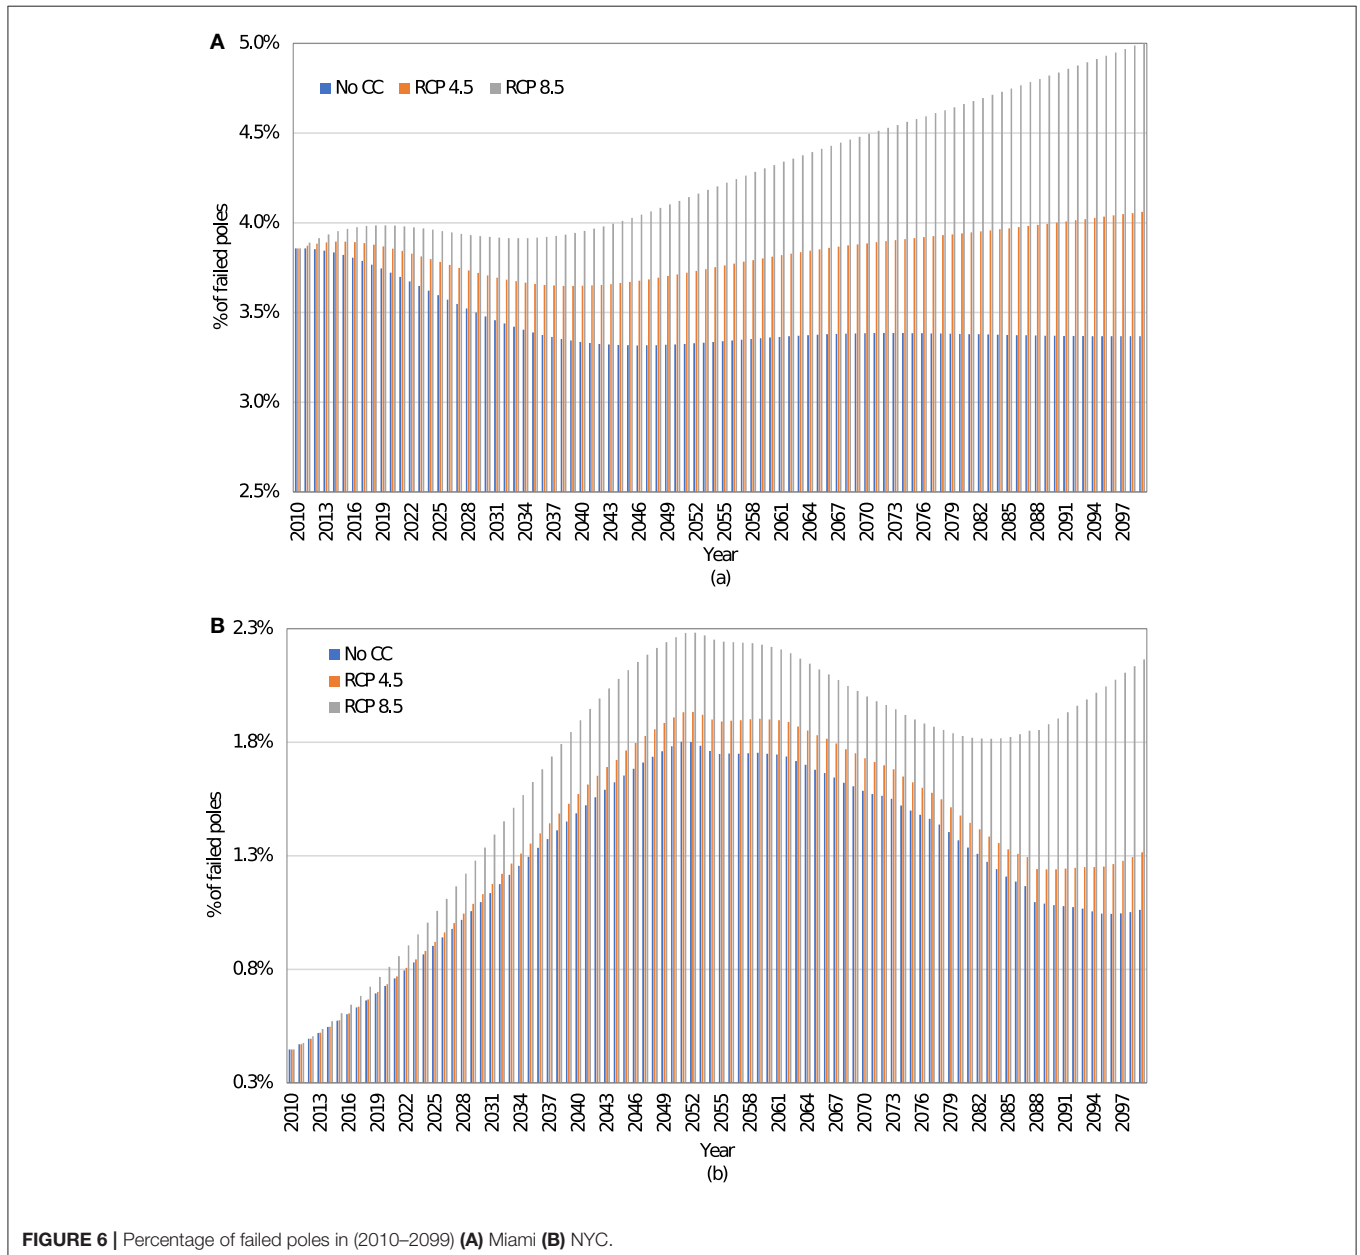 A
5.0%
No CC RCP 4.5 RCP 8.5
4.5%
4.0%
3.5%
3.0%
2.5%
% of failed poles
2010 2013 2016 2019 2022 2025 2028 2031 2034 2037 2040 2043 2046 2049 2052 2055 2058 2061 2064 2067 2070 2073 2076 2079 2082 2085 2088 2091 2094 2097
Year
(a)
B
2.3%
No CC
RCP 4.5
RCP 8.5
1.8%
1.3%
0.8%
0.3%
% of failed poles
2010 2013 2016 2019 2022 2025 2028 2031 2034 2037 2040 2043 2046 2049 2052 2055 2058 2061 2064 2067 2070 2073 2076 2079 2082 2085 2088 2091 2094 2097
Year
(b)
FIGURE 6 | Percentage of failed poles in (2010–2099) (A) Miami (B) NYC.